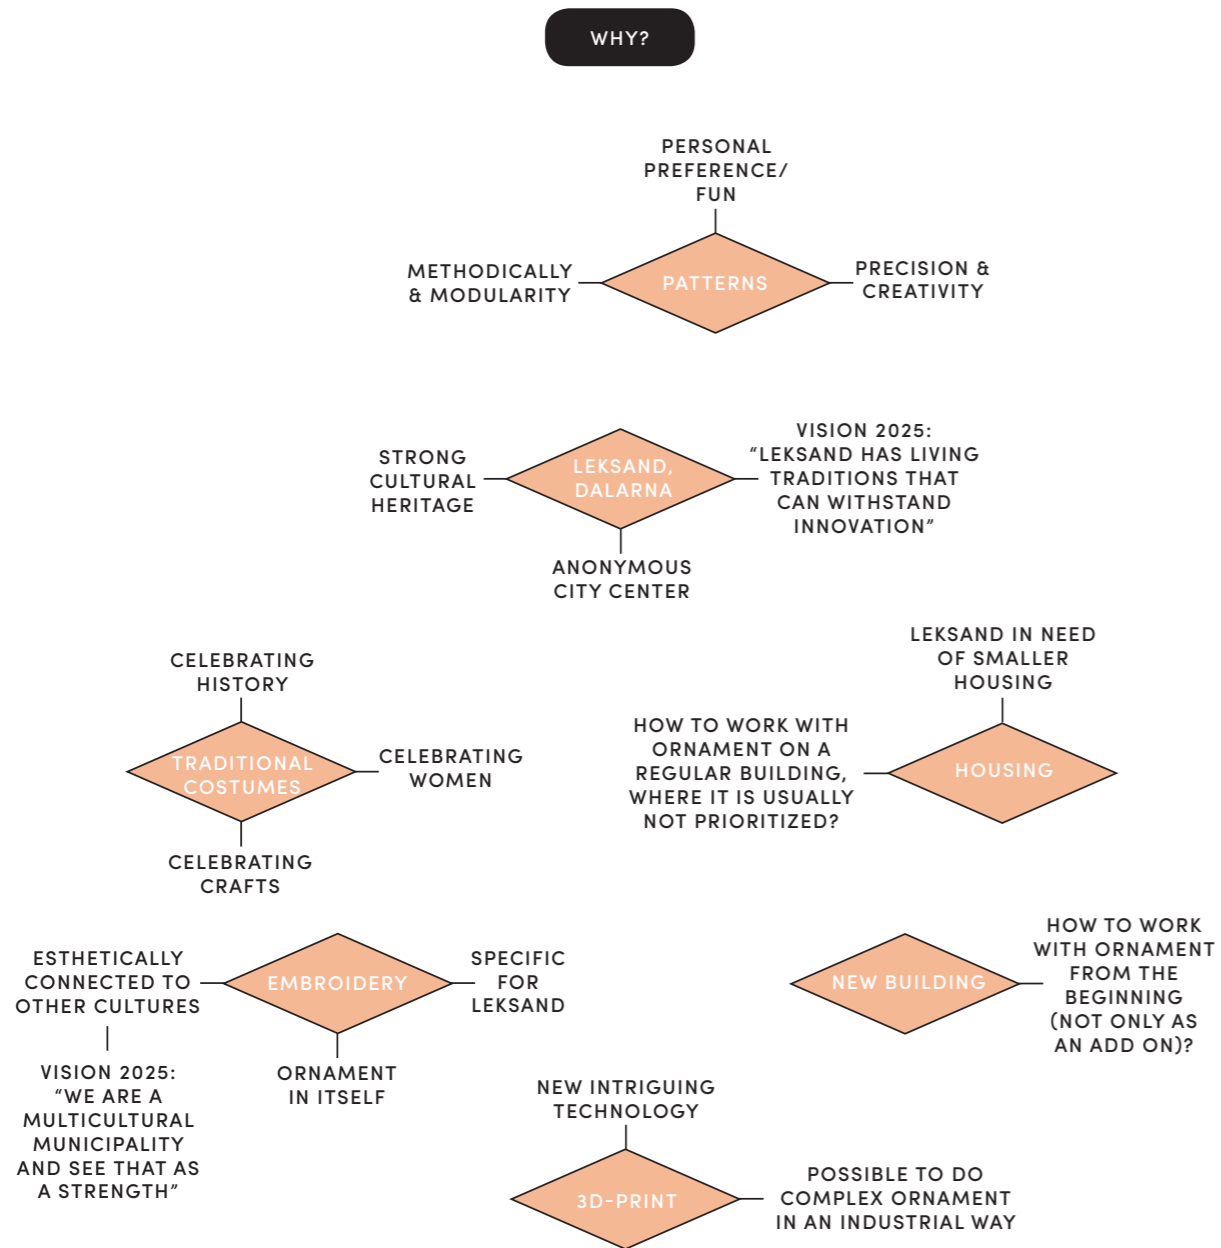 WHY?
PERSONAL
PREFERENCE/
FUN
METHODICALLY
& MODULARITY
PATTERNS
PRECISION &
CREATIVITY
STRONG
CULTURAL
HERITAGE
LEKSAND,
DALARNA
VISION 2025:
“LEKSAND HAS LIVING
TRADITIONS THAT
CAN WITHSTAND
INNOVATION”
ANONYMOUS
CITY CENTER
CELEBRATING
HISTORY
TRADITIONAL
COSTUMES
CELEBRATING
WOMEN
CELEBRATING
CRAFTS
LEKSAND IN NEED
OF SMALLER
HOUSING
HOW TO WORK WITH
ORNAMENT ON A
REGULAR BUILDING,
WHERE IT IS USUALLY
NOT PRIORITIZED?
HOUSING
ESTHETICALLY
CONNECTED TO
OTHER CULTURES
EMBROIDERY
SPECIFIC
FOR
LEKSAND
VISION 2025:
“WE ARE A
MULTICULTURAL
MUNICIPALITY
AND SEE THAT AS
A STRENGTH”
ORNAMENT
IN ITSELF
NEW BUILDING
HOW TO WORK
WITH ORNAMENT
FROM THE
BEGINNING
(NOT ONLY AS
AN ADD ON)?
NEW INTRIGUING
TECHNOLOGY
3D-PRINT
POSSIBLE TO DO
COMPLEX ORNAMENT
IN AN INDUSTRIAL WAY